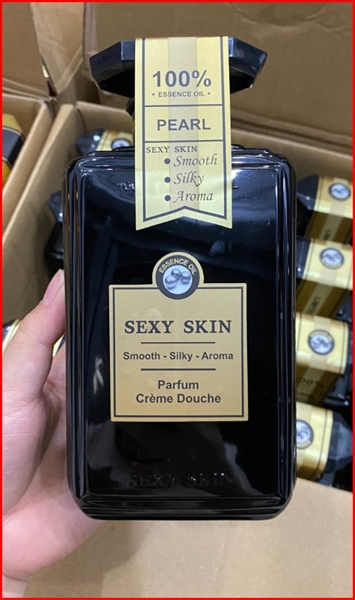 100%
• ESSENCE OIL •
PEARL
SEXY SKIN
• Smooth
• Silky
• Aroma
ESSENCE OIL
SEXY SKIN
Smooth - Silky - Aroma
Parfum
Crème Douche
SEXY SKIN
100%